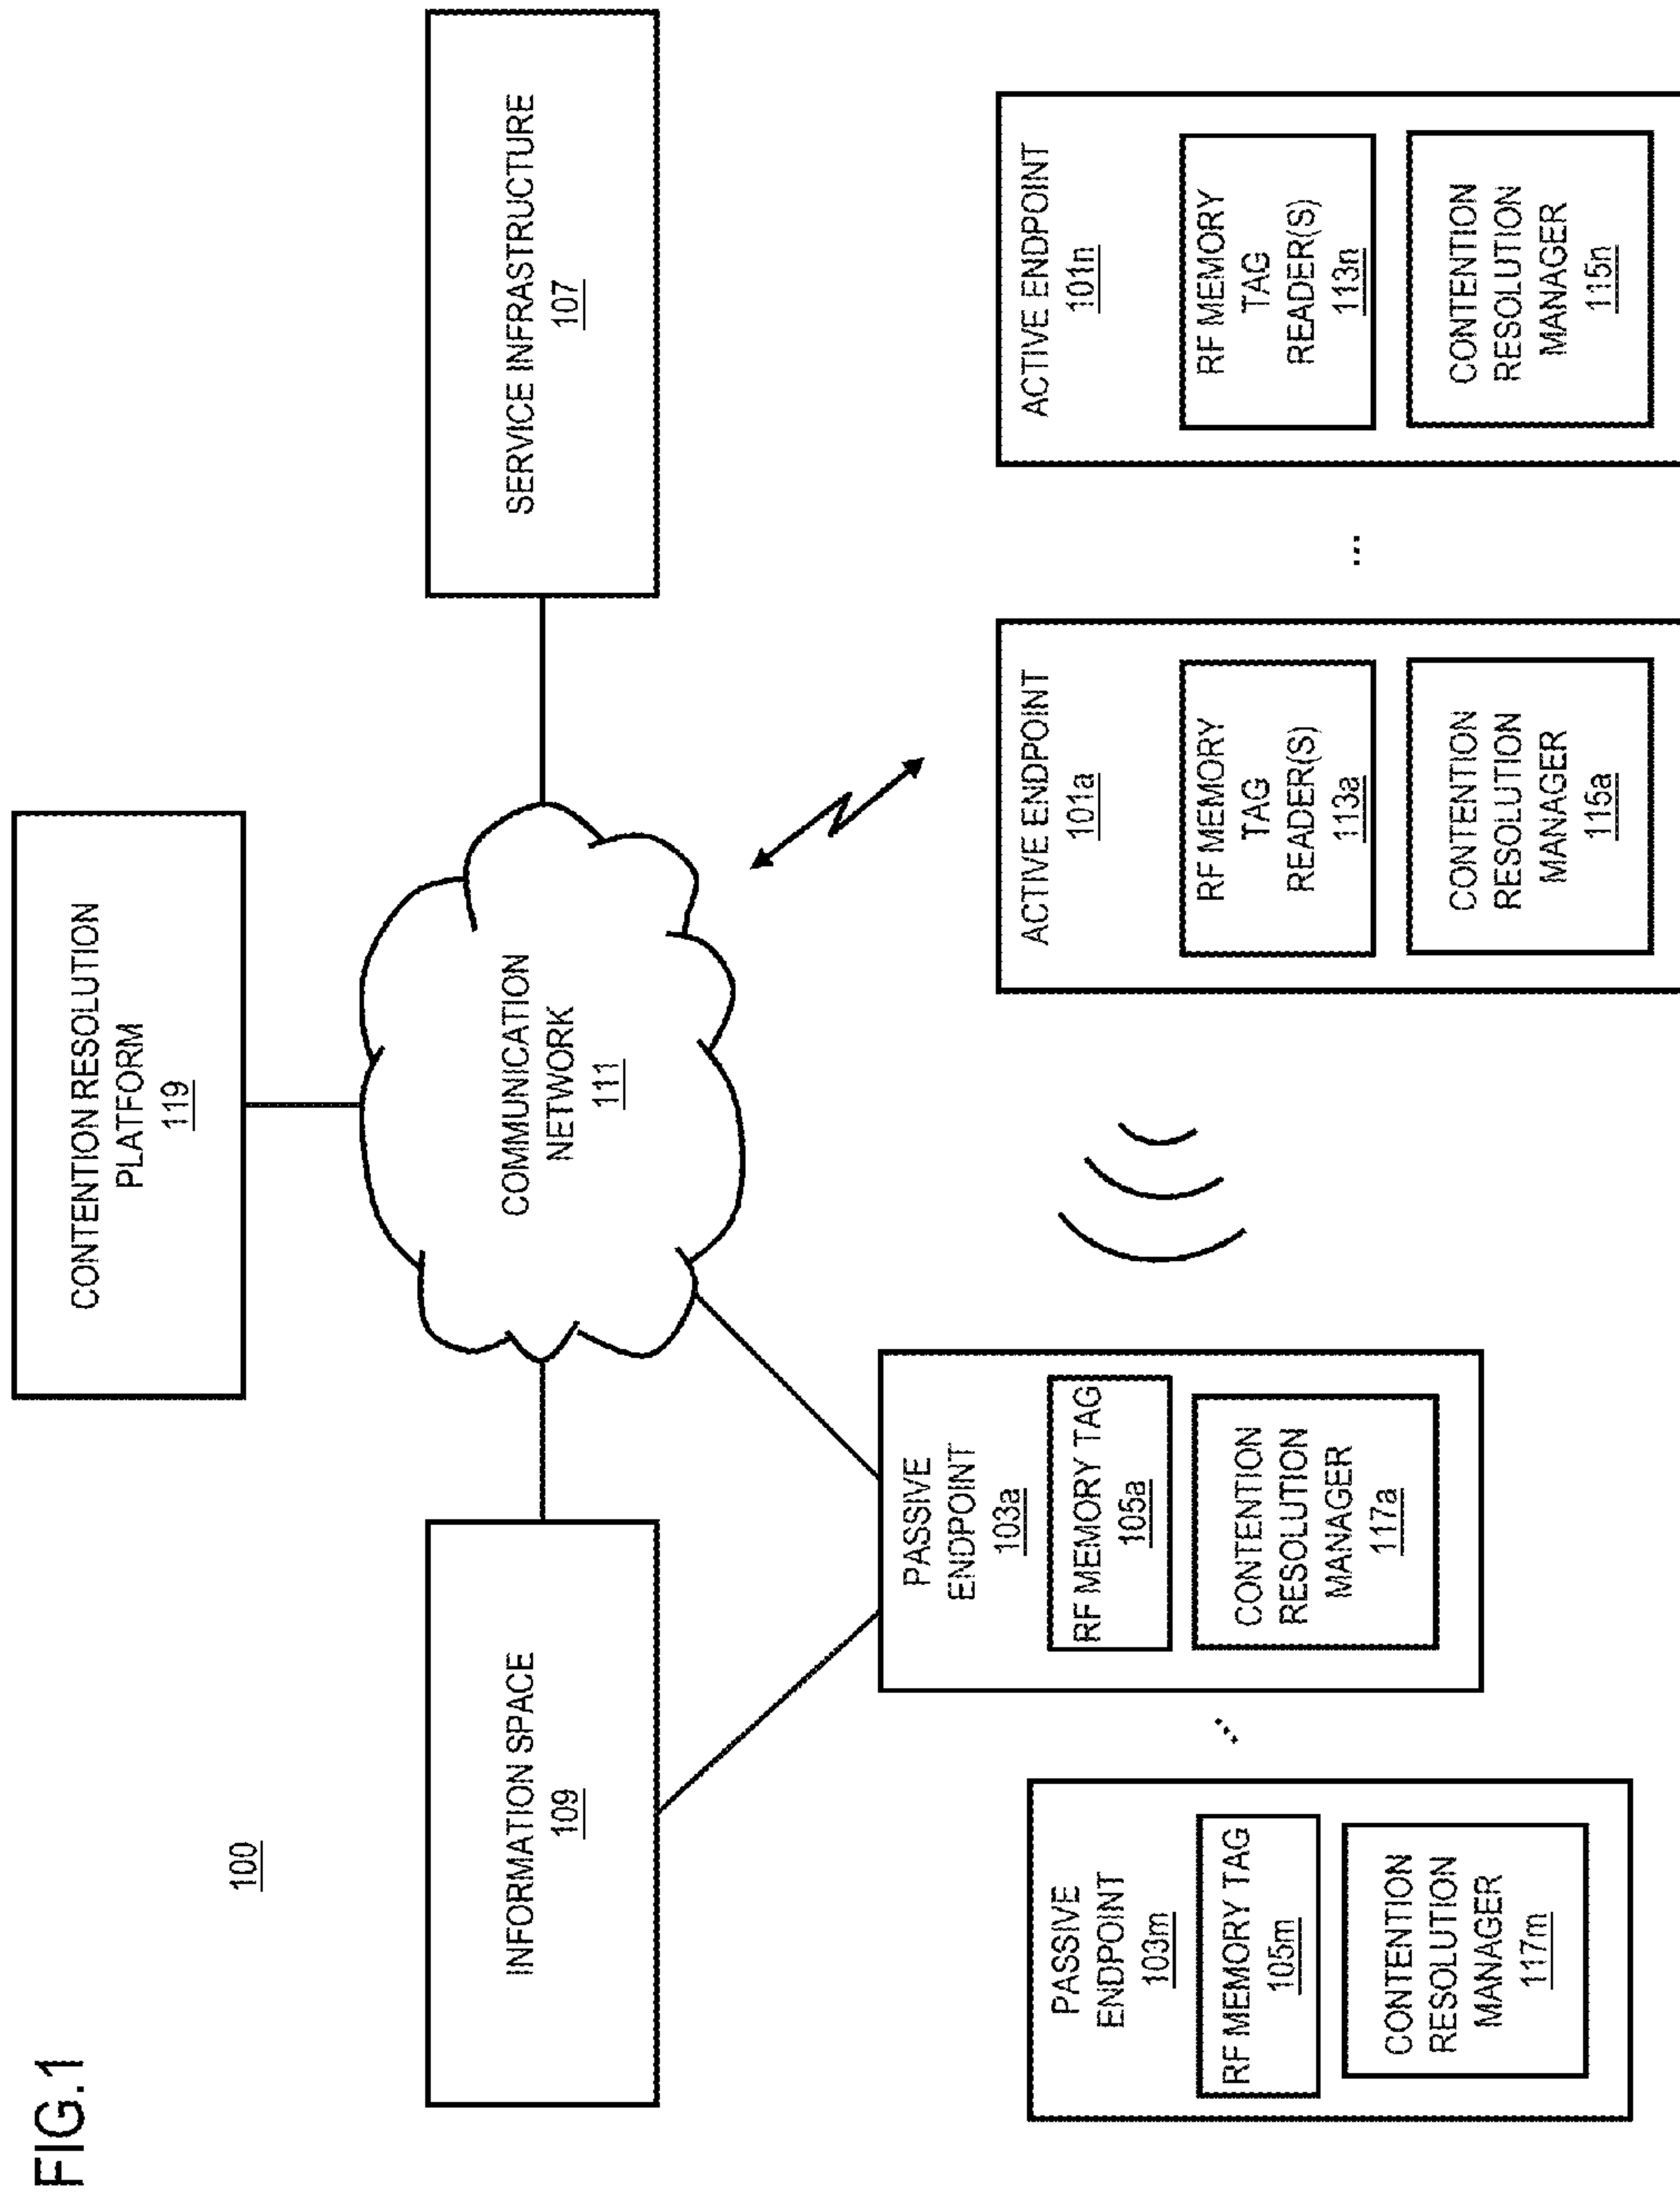 FIG.1
100
CONTENTION RESOLUTION
PLATFORM
119
INFORMATION SPACE
109
COMMUNICATION
NETWORK
111
SERVICE INFRASTRUCTURE
107
PASSIVE
ENDPOINT
103m
RF MEMORY TAG
105m
CONTENTION
RESOLUTION
MANAGER
117m
...
PASSIVE
ENDPOINT
103a
RF MEMORY TAG
105a
CONTENTION
RESOLUTION
MANAGER
117a
ACTIVE ENDPOINT
101a
RF MEMORY
TAG
READER(S)
113a
CONTENTION
RESOLUTION
MANAGER
115a
...
ACTIVE ENDPOINT
101n
RF MEMORY
TAG
READER(S)
113n
CONTENTION
RESOLUTION
MANAGER
115n